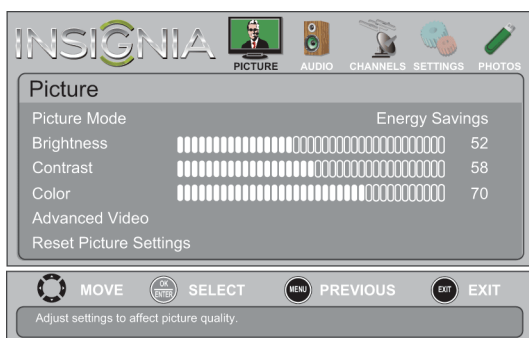 INSIGNIA
PICTURE AUDIO CHANNELS SETTINGS PHOTOS
Picture
Picture Mode Energy Savings
Brightness 52
Contrast 58
Color 70
Advanced Video
Reset Picture Settings
MOVE OK ENTER SELECT MENU PREVIOUS EXIT EXIT
Adjust settings to affect picture quality.